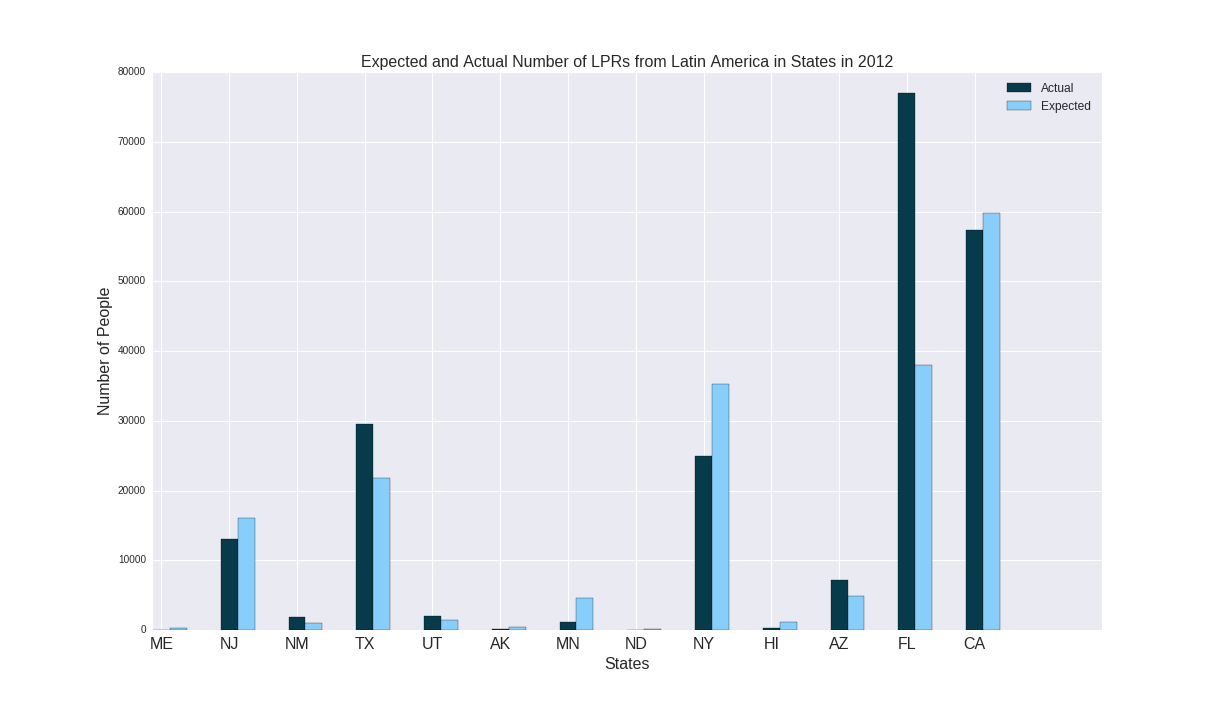 Expected and Actual Number of LPRs from Latin America in States in 2012
Actual
Expected
80000
70000
60000
50000
40000
30000
20000
10000
0
Number of People
ME NJ NM TX UT AK MN ND NY HI AZ FL CA
States